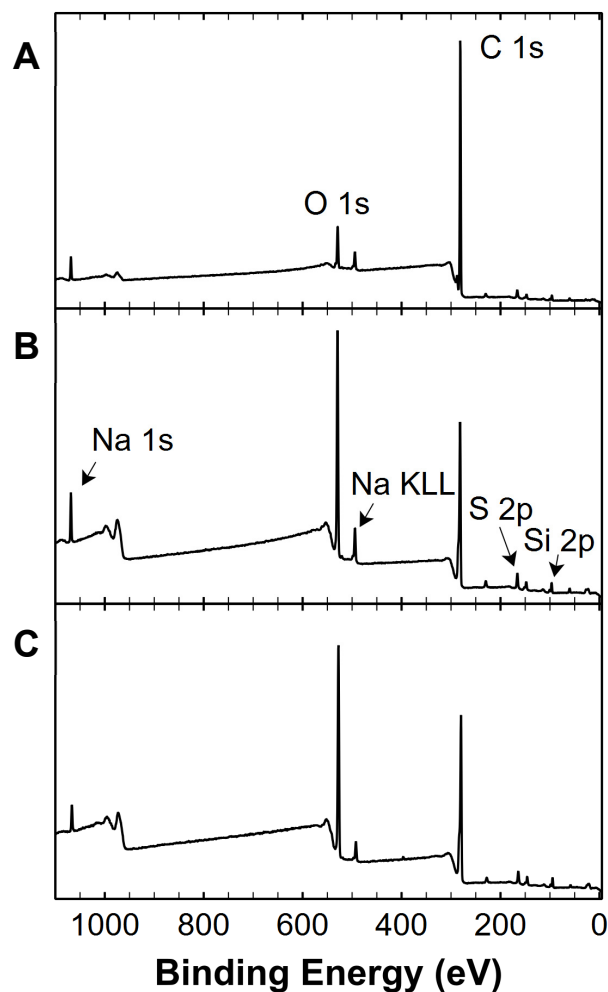 A
C 1s
O 1s
B
Na 1s
Na KLL
S 2p
Si 2p
C
1000 800 600 400 200 0
Binding Energy (eV)